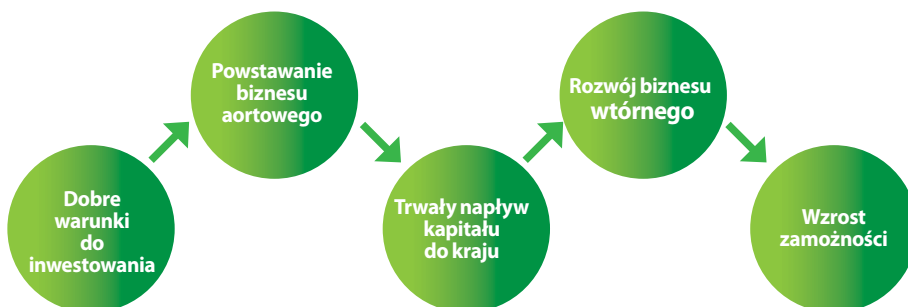 Dobre
warunki
do
inwestowania
Powstawanie
biznesu
aortowego
Trwały napływ
kapitału
do kraju
Rozwój biznesu
wtórnego
Wzrost
zamożności